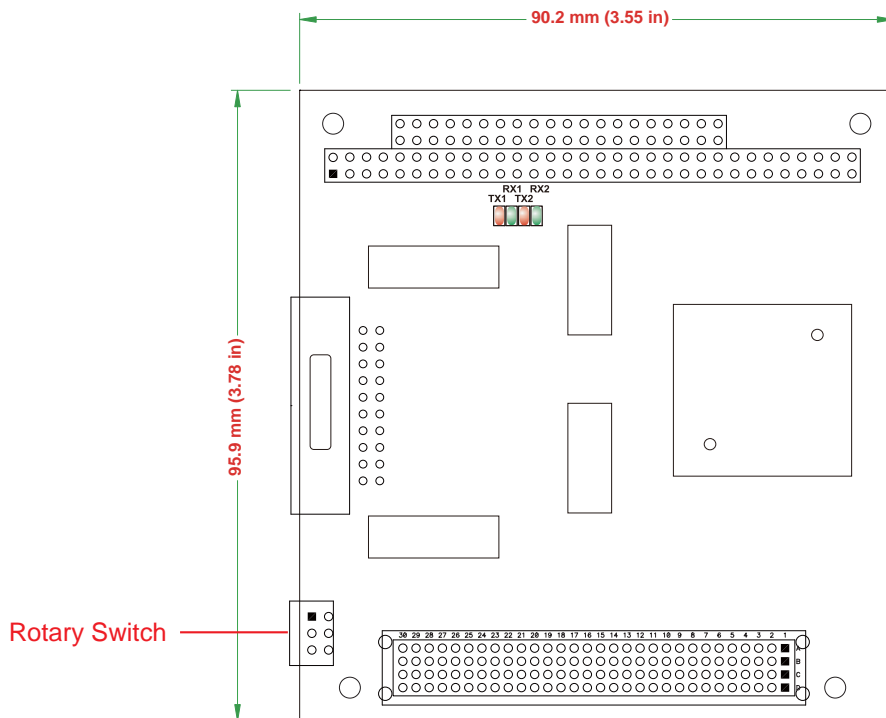 90.2 mm (3.55 in)
RX1 RX2
TX1 TX2
95.9 mm (3.78 in)
Rotary Switch
30 29 28 27 26 25 24 23 22 21 20 19 18 17 16 15 14 13 12 11 10 9 8 7 6 5 4 3 2 1
A
B
C
D